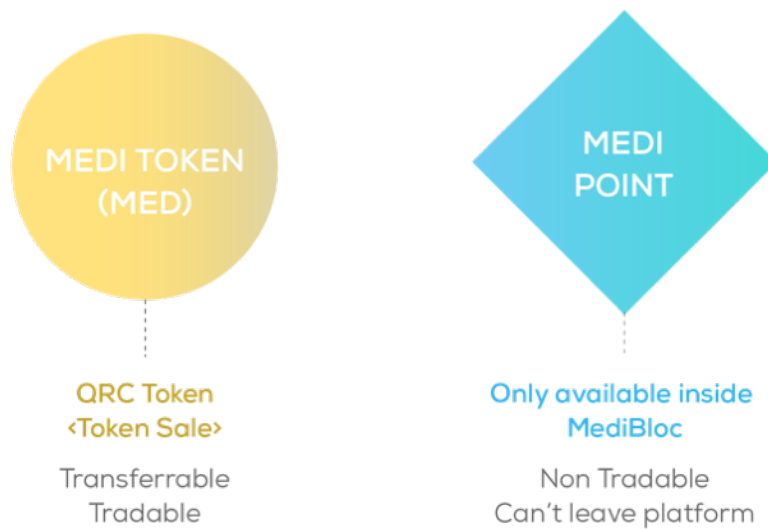 MEDI TOKEN
(MED)
QRC Token
<Token Sale>
Transferrable
Tradable
MEDI
POINT
Only available inside
MediBloc
Non Tradable
Can't leave platform